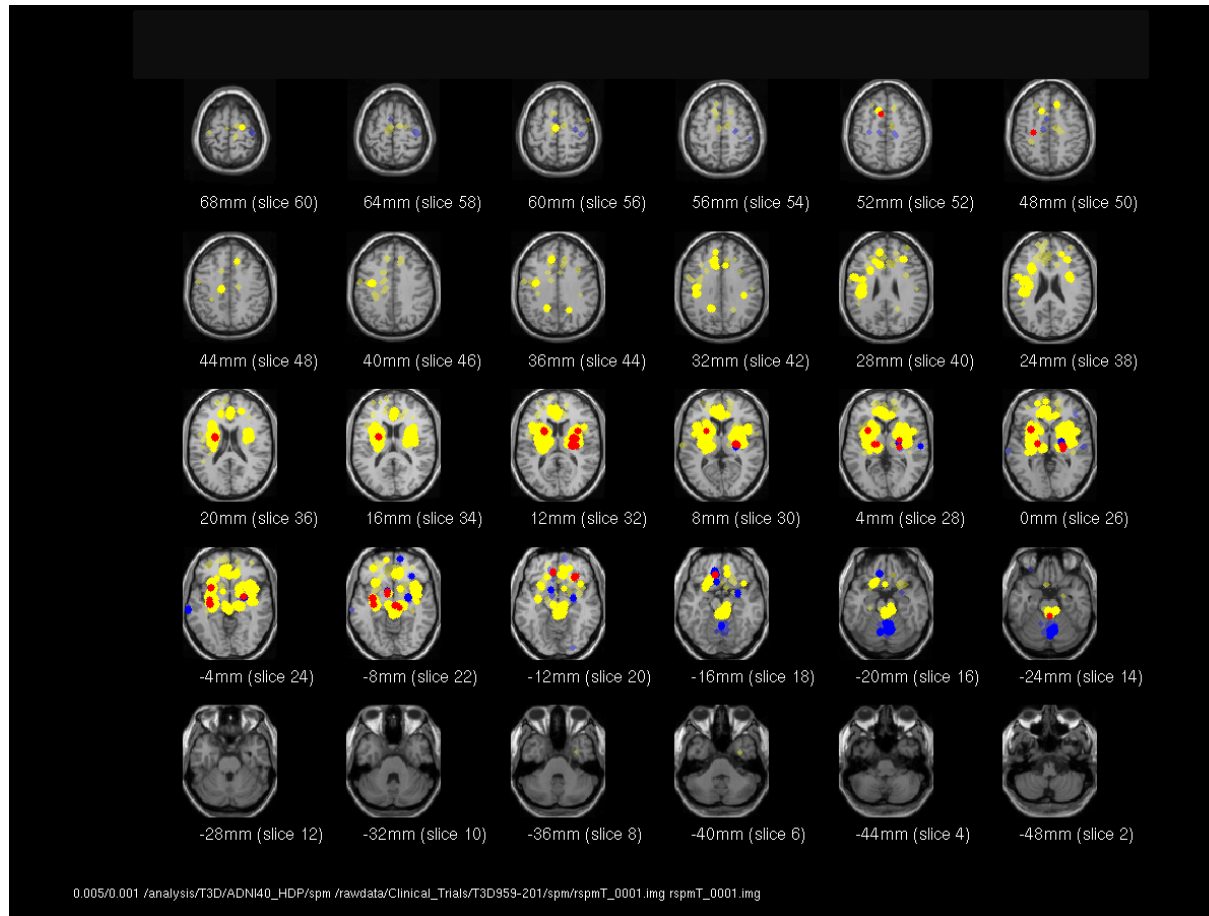 68mm (slice 60) 64mm (slice 58) 60mm (slice 56) 56mm (slice 54) 52mm (slice 52) 48mm (slice 50)
44mm (slice 48) 40mm (slice 46) 36mm (slice 44) 32mm (slice 42) 28mm (slice 40) 24mm (slice 38)
20mm (slice 36) 16mm (slice 34) 12mm (slice 32) 8mm (slice 30) 4mm (slice 28) 0mm (slice 26)
-4mm (slice 24) -8mm (slice 22) -12mm (slice 20) -16mm (slice 18) -20mm (slice 16) -24mm (slice 14)
-28mm (slice 12) -32mm (slice 10) -36mm (slice 8) -40mm (slice 6) -44mm (slice 4) -48mm (slice 2)
0.005/0.001 /analysis/T3D/ADNI40_HDP/spm /rawdata/Clinical_Trials/T3D959-201/spm/rspmT_0001.img rspmT_0001.img